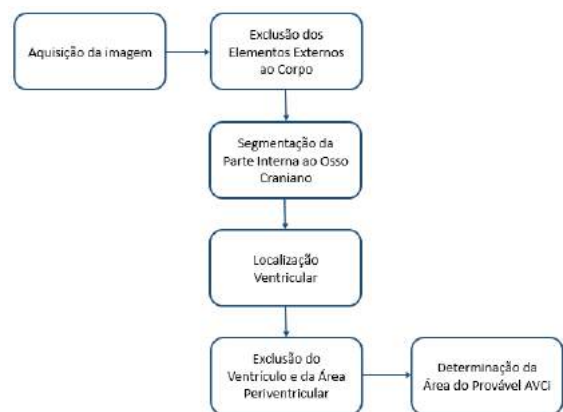 Aquisição da imagem
Exclusão dos
Elementos Externos
ao Corpo
Segmentação da
Parte Interna ao Osso
Craniano
Localização
Ventricular
Exclusão do
Ventrículo e da Área
Periventricular
Determinação da
Área do Provável AVCi